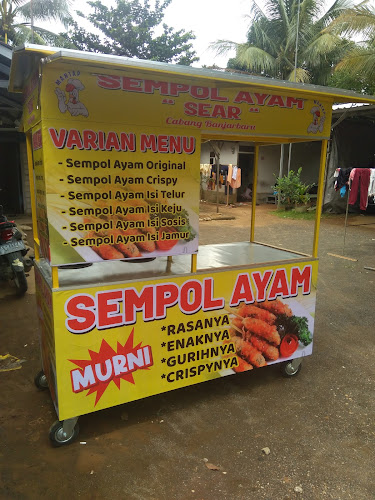 MANTEP
SEMPOL AYAM
" SEAR "
Cabang Banjarbaru
VARIAN MENU
- Sempol Ayam Original
- Sempol Ayam Crispy
- Sempol Ayam Isi Telur
- Sempol Ayam Isi Keju
- Sempol Ayam Isi Sosis
- Sempol Ayam Isi Jamur
SEMPOL AYAM
MURNI
*RASANYA
*ENAKNYA
*GURIHNYA
*CRISPYNYA